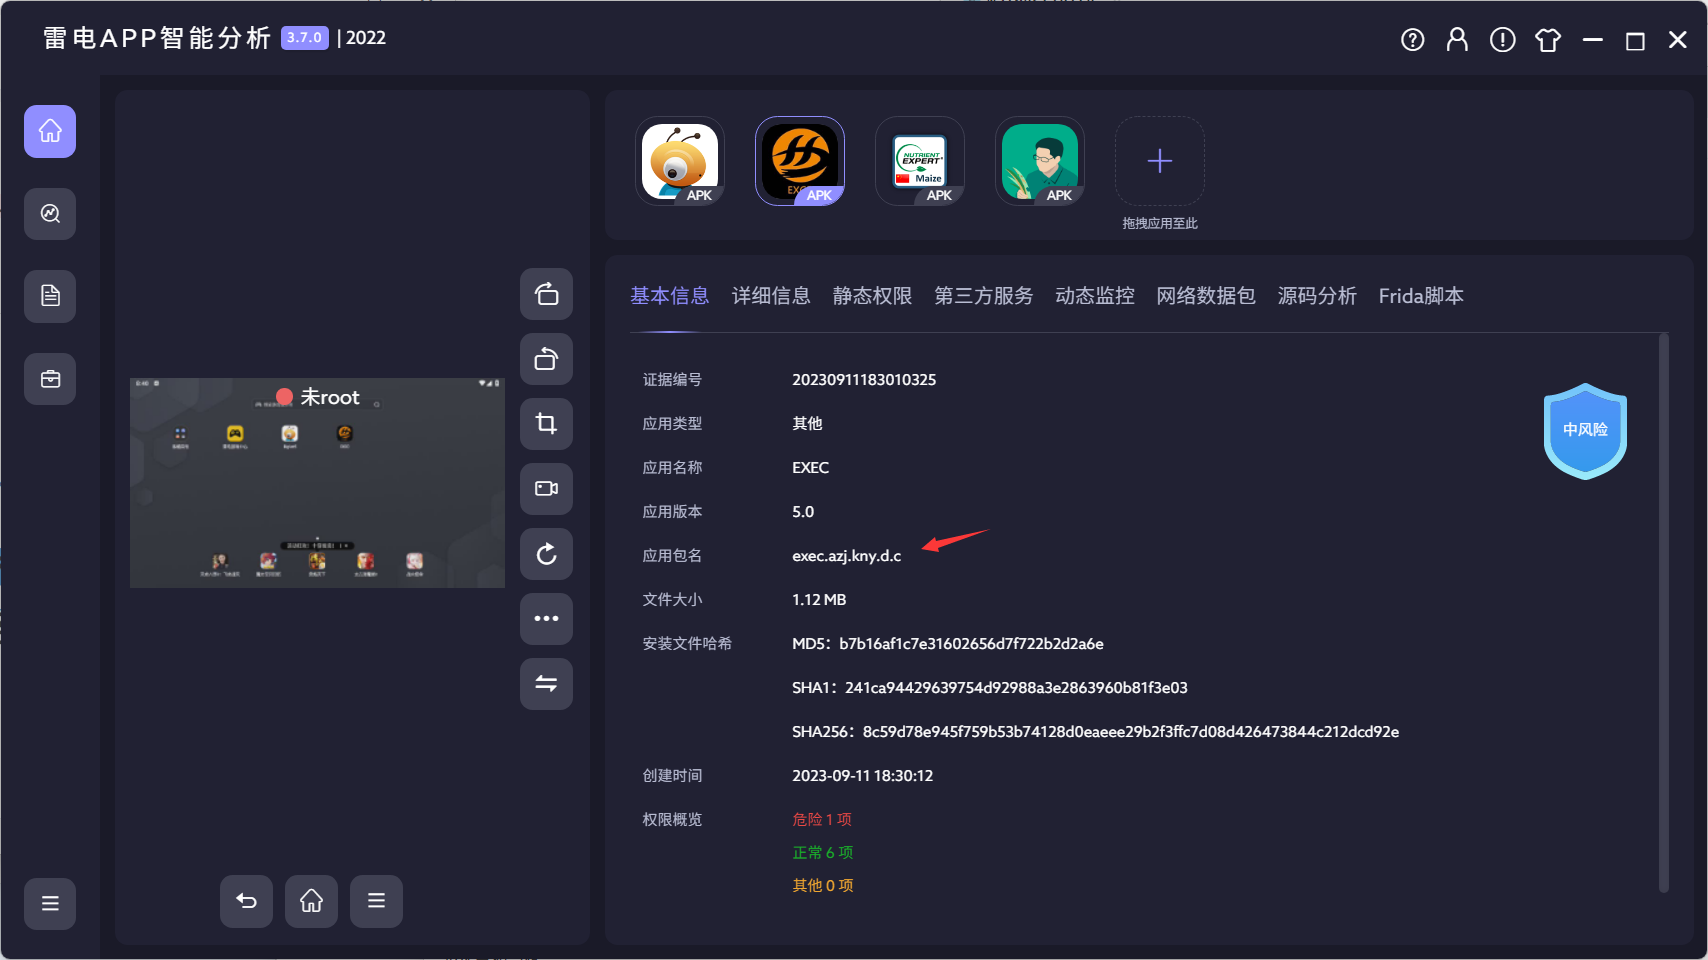 雷电APP智能分析 3.7.0 | 2022
APK
EXEC APK
NUTRIENT EXPERT Maize APK
APK
拖拽应用至此
基本信息 详细信息 静态权限 第三方服务 动态监控 网络数据包 源码分析 Frida脚本
未root
证据编号 20230911183010325
应用类型 其他
中风险
应用名称 EXEC
应用版本 5.0
应用包名 exec.azj.kny.d.c
文件大小 1.12 MB
安装文件哈希 MD5：b7b16af1c7e31602656d7f722b2d2a6e
SHA1：241ca94429639754d92988a3e2863960b81f3e03
SHA256：8c59d78e945f759b53b74128d0eaeee29b2f3ffc7d08d426473844c212dcd92e
创建时间 2023-09-11 18:30:12
权限概览 危险 1 项
正常 6 项
其他 0 项